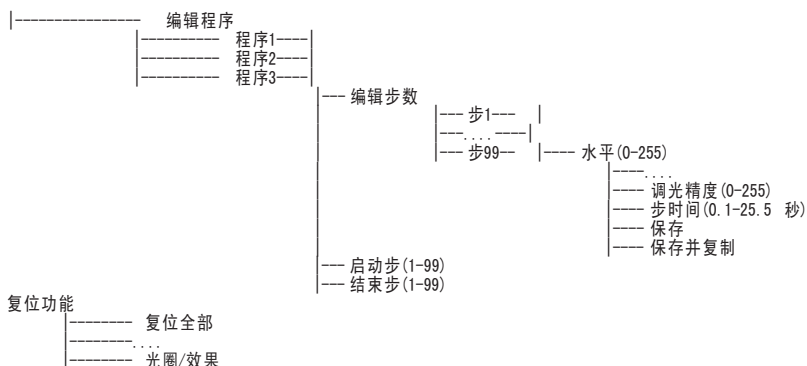 |---------------- 编辑程序
|---------- 程序1----|
|---------- 程序2----|
|---------- 程序3----|
|--- 编辑步数
|--- 步1--- |
|---....----|
|--- 步99-- |---- 水平(0-255)
|----....
|---- 调光精度(0-255)
|---- 步时间(0.1-25.5 秒)
|---- 保存
|---- 保存并复制
|--- 启动步(1-99)
|--- 结束步(1-99)
复位功能
|-------- 复位全部
|--------....
|-------- 光圈/效果